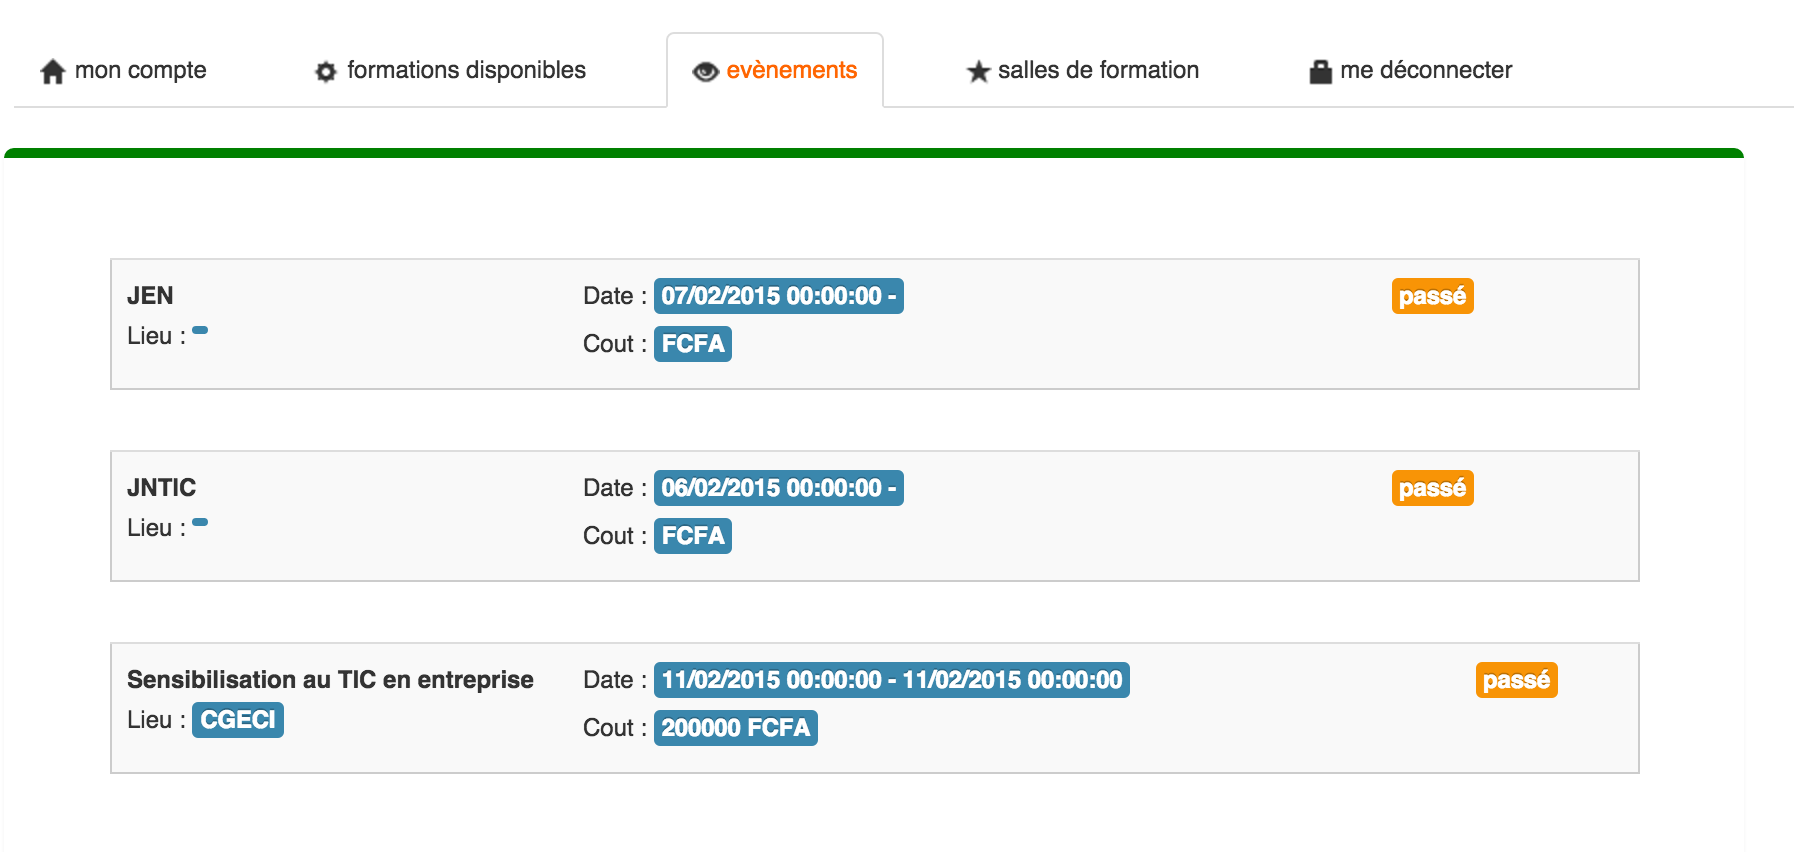 mon compte
formations disponibles
evènements
salles de formation
me déconnecter
JEN
Lieu :
Date : 07/02/2015 00:00:00 -
Cout : FCFA
passé
JNTIC
Lieu :
Date : 06/02/2015 00:00:00 -
Cout : FCFA
passé
Sensibilisation au TIC en entreprise
Lieu : CGECI
Date : 11/02/2015 00:00:00 - 11/02/2015 00:00:00
Cout : 200000 FCFA
passé